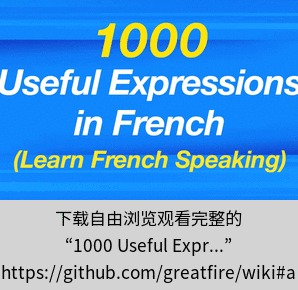 1000
Useful Expressions
in French
(Learn French Speaking)
下载自由浏览观看完整的
“1000 Useful Expr...”
https://github.com/greatfire/wiki#a